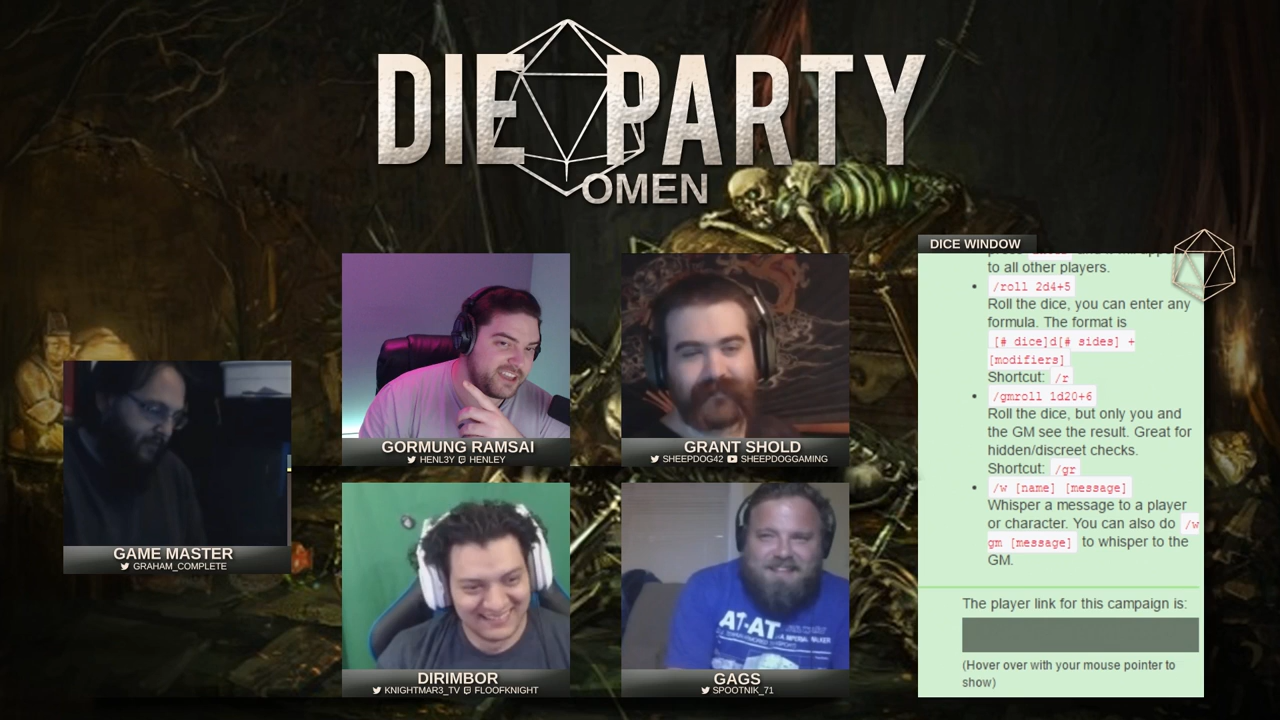 DIE PARTY
OMEN
GAME MASTER
GRAHAM_COMPLETE
GORMUNG RAMSAI
HENL3Y HENLEY
GRANT SHOLD
SHEEPDOG42 SHEEPDOGGAMING
DIRIMBOR
KNIGHTMAR3_TV FLOOFKNIGHT
AT-AT
IMPERIAL WALKER
GAGS
SPOOTNIK_71
DICE WINDOW
to all other players.
/roll 2d4+5
Roll the dice, you can enter any
formula. The format is
[# dice]d[# sides] +
[modifiers]
Shortcut: /r
/gmroll 1d20+6
Roll the dice, but only you and
the GM see the result. Great for
hidden/discreet checks.
Shortcut: /gr
/w [name] [message]
Whisper a message to a player
or character. You can also do /w
gm [message] to whisper to the
GM.
The player link for this campaign is:
(Hover over with your mouse pointer to
show)